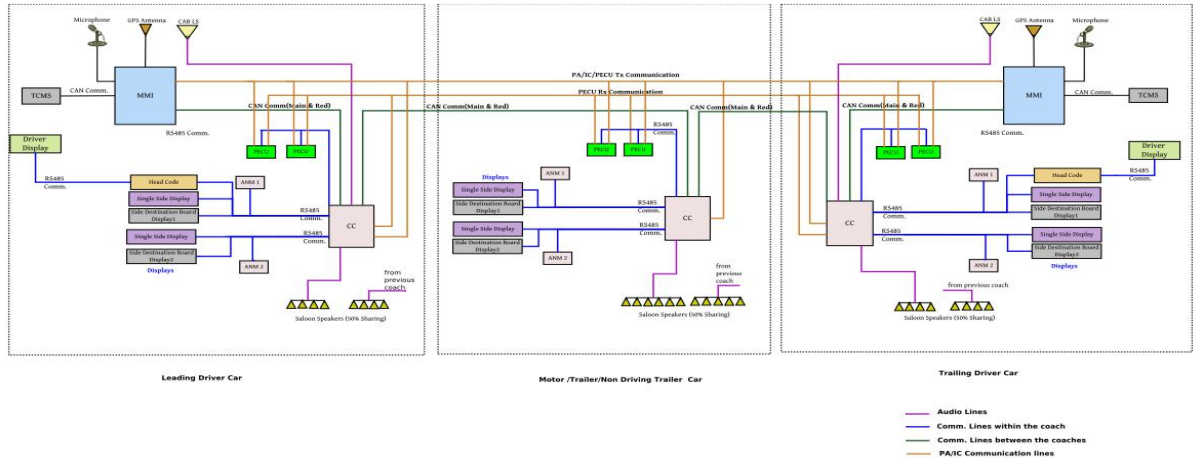 Microphone
GPS Antenna
CAB LS
CAB LS
GPS Antenna
Microphone
PA/IC/PECU Tx Communication
PECU Rx Communication
TCMS
CAN Comm.
MMI
CAN Comm(Main & Red)
CAN Comm(Main & Red)
CAN Comm(Main & Red)
CAN Comm(Main & Red)
MMI
CAN Comm.
TCMS
RS485 Comm.
RS485
Comm.
RS485 Comm.
Driver
Display
PECU
PECU
PECU
PECU
PECU
PECU
Driver
Display
RS485
Comm.
Head Code
ANM 1
Single Side Display
Side Destination Board
Display1
RS485
Comm.
RS485
Comm.
Single Side Display
Side Destination Board
Display2
ANM 2
Displays
CC
from
previous
coach
Saloon Speakers (50% Sharing)
Displays
ANM 1
Single Side Display
Side Destination Board
Display1
RS485
Comm.
RS485
Comm.
Single Side Display
Side Destination Board
Display2
ANM 2
CC
from
previous
coach
Saloon Speakers (50% Sharing)
CC
RS485
Comm.
RS485
Comm.
ANM 1
Head Code
RS485
Comm.
Single Side Display
Side Destination Board
Display1
Single Side Display
Side Destination Board
Display2
ANM 2
Displays
from previous coach
Saloon Speakers (50% Sharing)
Leading Driver Car
Motor /Trailer/Non Driving Trailer Car
Trailing Driver Car
Audio Lines
Comm. Lines within the coach
Comm. Lines between the coaches
PA/IC Communication lines